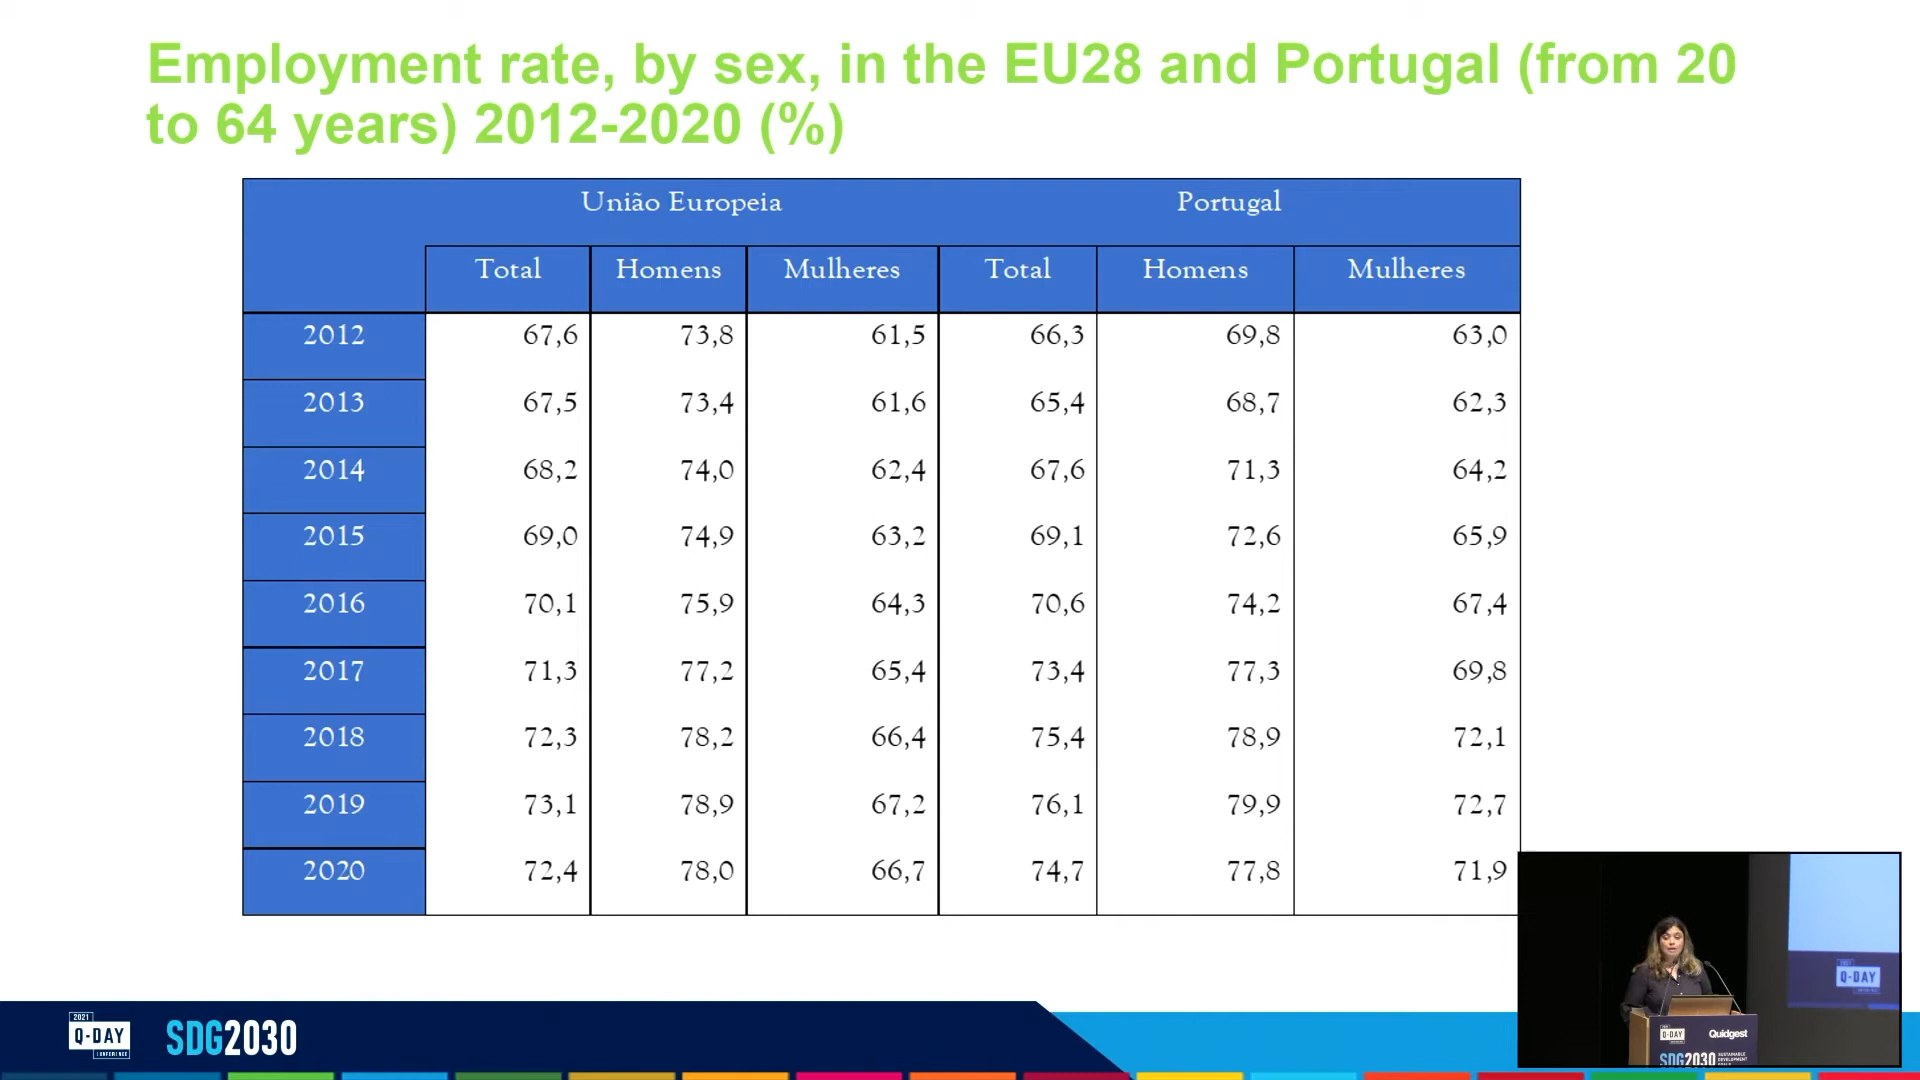 Employment rate, by sex, in the EU28 and Portugal (from 20
to 64 years) 2012-2020 (%)
União Europeia Portugal
Total Homens Mulheres Total Homens Mulheres
2012 67,6 73,8 61,5 66,3 69,8 63,0
2013 67,5 73,4 61,6 65,4 68,7 62,3
2014 68,2 74,0 62,4 67,6 71,3 64,2
2015 69,0 74,9 63,2 69,1 72,6 65,9
2016 70,1 75,9 64,3 70,6 74,2 67,4
2017 71,3 77,2 65,4 73,4 77,3 69,8
2018 72,3 78,2 66,4 75,4 78,9 72,1
2019 73,1 78,9 67,2 76,1 79,9 72,7
2020 72,4 78,0 66,7 74,7 77,8 71,9
2021
Q-DAY
CONFERENCE
SDG2030
Q-DAY
Q-DAY
Quidgest
SDG2030
SUSTAINABLE
DEVELOPMENT